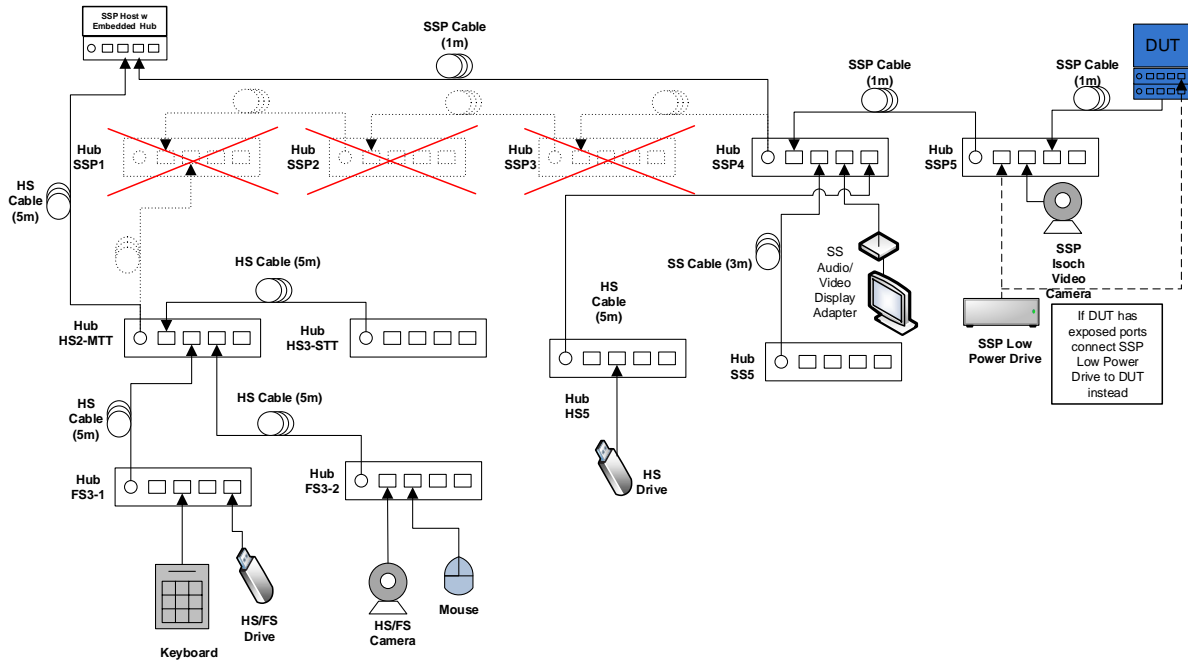 SSP Host w
Embedded Hub
SSP Cable
(1m)
SSP Cable
(1m)
SSP Cable
(1m)
DUT
Hub
SSP1
Hub
SSP2
Hub
SSP3
Hub
SSP4
Hub
SSP5
HS
Cable
(5m)
HS Cable (5m)
SS Cable (3m)
SS
Audio/
Video
Display
Adapter
SSP
Isoch
Video
Camera
HS
Cable
(5m)
Hub
HS2-MTT
Hub
HS3-STT
SSP Low
Power Drive
If DUT has
exposed ports
connect SSP
Low Power
Drive to DUT
instead
Hub
SS5
Hub
HS5
HS
Cable
(5m)
HS Cable (5m)
Hub
FS3-1
Hub
FS3-2
HS
Drive
Keyboard
HS/FS
Drive
HS/FS
Camera
Mouse